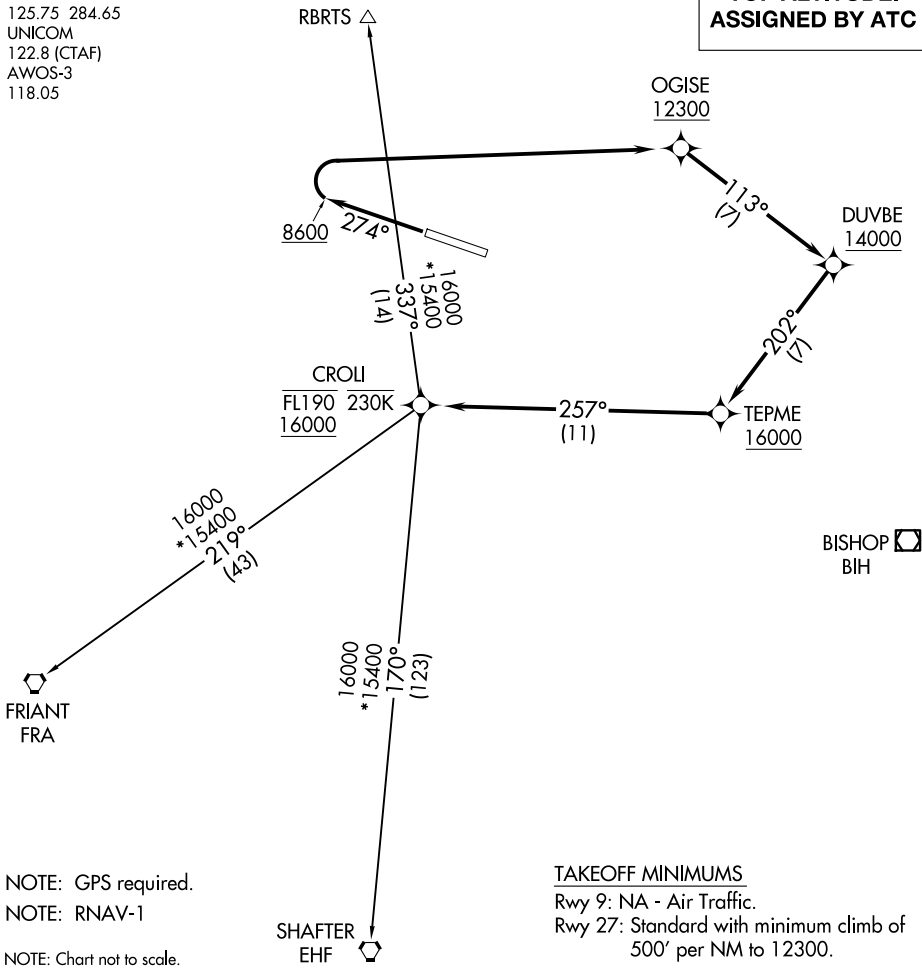 125.75 284.65
UNICOM
122.8 (CTAF)
AWOS-3
118.05
RBRTS
ASSIGNED BY ATC
OGISE
12300
113°
(7)
DUVBE
14000
8600
274°
16000
*15400
337°
(14)
202°
(7)
CROLI
FL190 230K
16000
257°
(11)
TEPME
16000
16000
*15400
219°
(43)
BISHOP
BIH
16000
*15400
170°
(123)
FRIANT
FRA
NOTE: GPS required.
NOTE: RNAV-1
NOTE: Chart not to scale.
SHAFTER
EHF
TAKEOFF MINIMUMS
Rwy 9: NA - Air Traffic.
Rwy 27: Standard with minimum climb of
500' per NM to 12300.